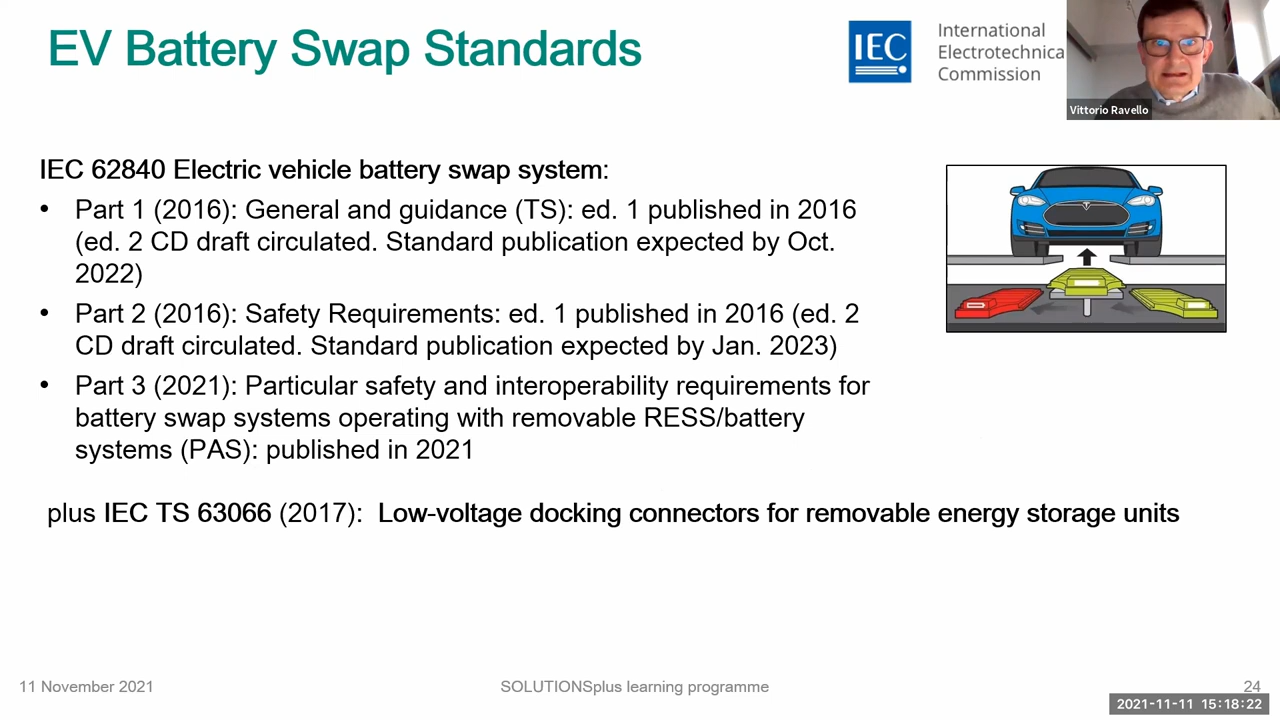 EV Battery Swap Standards
IEC
International
Electrotechnica
Commission
Vittorio Ravello
IEC 62840 Electric vehicle battery swap system:
• Part 1 (2016): General and guidance (TS): ed. 1 published in 2016
(ed. 2 CD draft circulated. Standard publication expected by Oct.
2022)
• Part 2 (2016): Safety Requirements: ed. 1 published in 2016 (ed. 2
CD draft circulated. Standard publication expected by Jan. 2023)
• Part 3 (2021): Particular safety and interoperability requirements for
battery swap systems operating with removable RESS/battery
systems (PAS): published in 2021
plus IEC TS 63066 (2017): Low-voltage docking connectors for removable energy storage units
11 November 2021
SOLUTIONSplus learning programme
24
2021-11-11 15:18:22